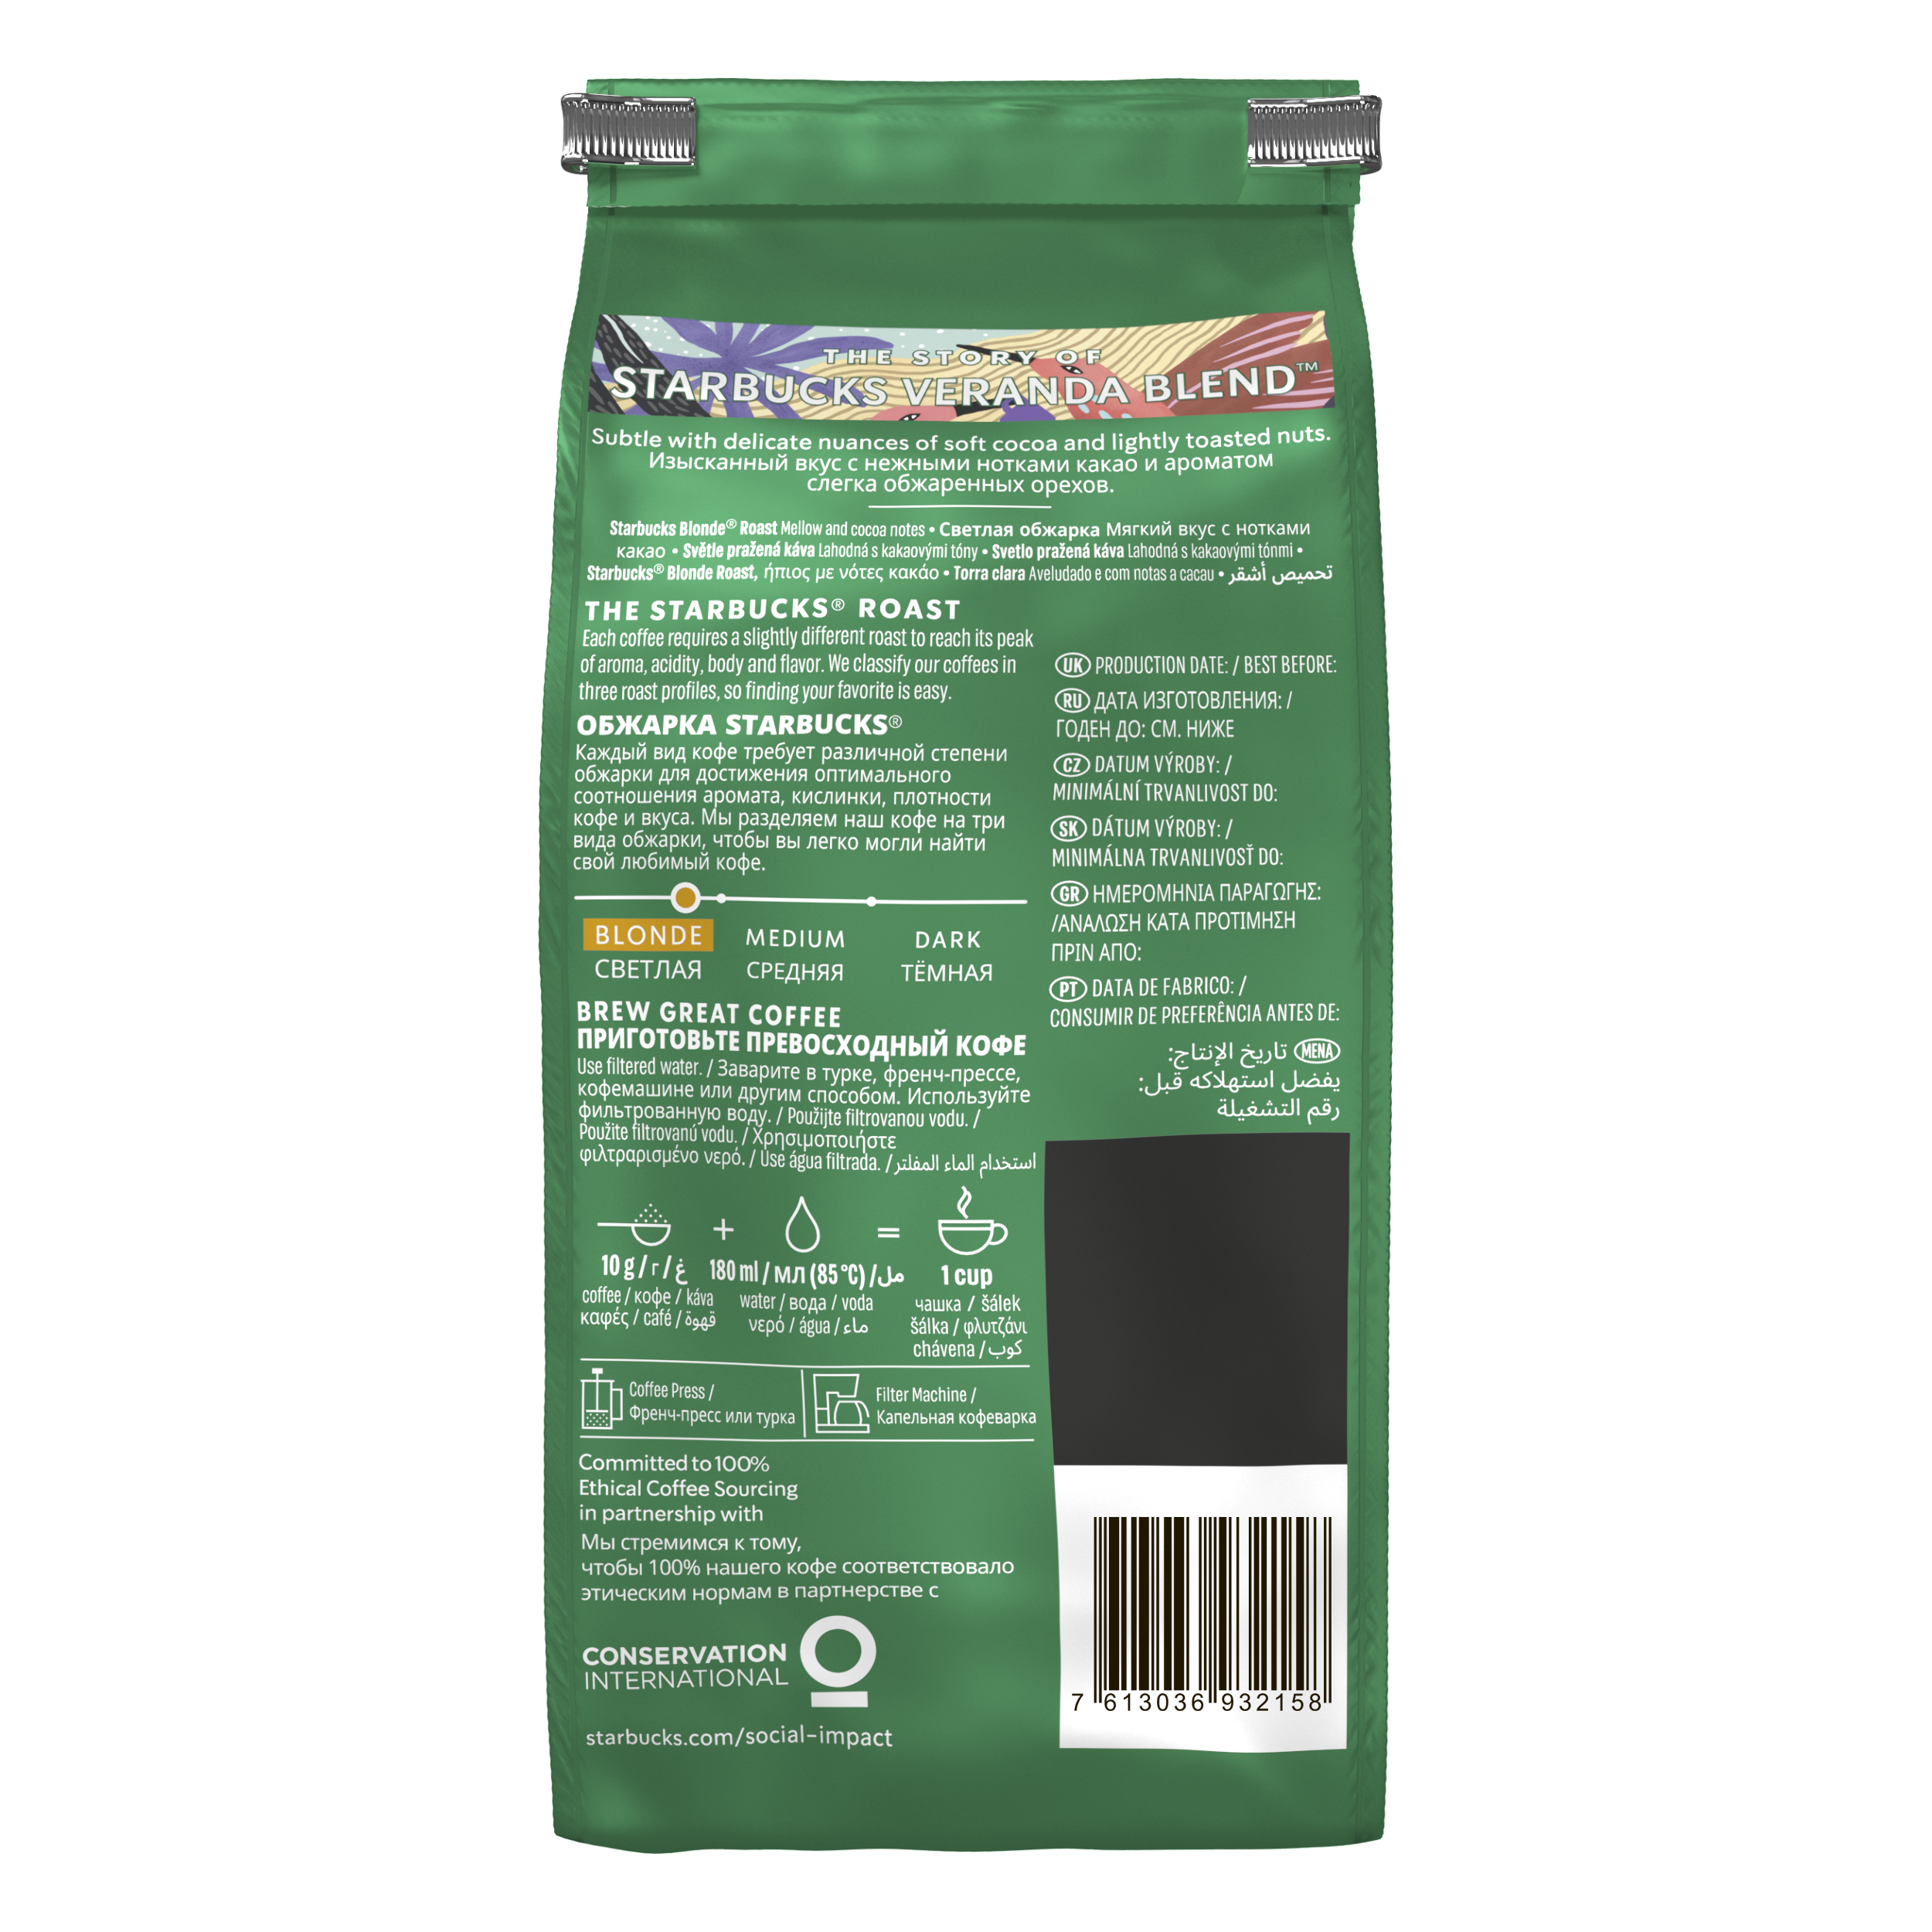 THE STORY OF
STARBUCKS VERANDA BLEND™
Subtle with delicate nuances of soft cocoa and lightly toasted nuts.
Изысканный вкус с нежными нотками какао и ароматом
слегка обжаренных орехов.
Starbucks Blonde® Roast Mellow and cocoa notes • Светлая обжарка Мягкий вкус с нотками
какао • Světle pražená káva Lahodná s kakaovými tóny • Svetlo pražená káva Lahodná s kakaovými tónmi •
Starbucks® Blonde Roast, ήπιος με νότες κακάο • Torra clara Aveludado e com notas a cacau • تحميص أشقر
THE STARBUCKS® ROAST
Each coffee requires a slightly different roast to reach its peak
of aroma, acidity, body and flavor. We classify our coffees in
three roast profiles, so finding your favorite is easy.
ОБЖАРКА STARBUCKS®
Каждый вид кофе требует различной степени
обжарки для достижения оптимального
соотношения аромата, кислинки, плотности
кофе и вкуса. Мы разделяем наш кофе на три
вида обжарки, чтобы вы легко могли найти
свой любимый кофе.
BLONDE MEDIUM DARK
СВЕТЛАЯ СРЕДНЯЯ ТЁМНАЯ
BREW GREAT COFFEE
ПРИГОТОВЬТЕ ПРЕВОСХОДНЫЙ КОФЕ
Use filtered water. / Заварите в турке, френч-прессе,
кофемашине или другим способом. Используйте
фильтрованную воду. / Použijte filtrovanou vodu. /
Použite filtrovanú vodu. / Χρησιμοποιήστε
φιλτραρισμένο νερό. / Use água filtrada. / استخدام الماء المفلتر
+ =
10 g / г / غ 180 ml / мл (85 °C) / مل 1 cup
coffee / кофе / káva water / вода / voda чашка / šálek
καφές / café / قهوة νερό / água / ماء šálka / φλυτζάνι
chávena / كوب
Coffee Press / Filter Machine /
Френч-пресс или турка Капельная кофеварка
Committed to 100%
Ethical Coffee Sourcing
in partnership with
Мы стремимся к тому,
чтобы 100% нашего кофе соответствовало
этическим нормам в партнерстве с
CONSERVATION
INTERNATIONAL
starbucks.com/social-impact
UK PRODUCTION DATE: / BEST BEFORE:
RU ДАТА ИЗГОТОВЛЕНИЯ: /
ГОДЕН ДО: СМ. НИЖЕ
CZ DATUM VÝROBY: /
MINIMÁLNÍ TRVANLIVOST DO:
SK DÁTUM VÝROBY: /
MINIMÁLNA TRVANLIVOSŤ DO:
GR ΗΜΕΡΟΜΗΝΙΑ ΠΑΡΑΓΩΓΗΣ:
/ΑΝΑΛΩΣΗ ΚΑΤΑ ΠΡΟΤΙΜΗΣΗ
ΠΡΙΝ ΑΠΟ:
PT DATA DE FABRICO: /
CONSUMIR DE PREFERÊNCIA ANTES DE:
MENA تاريخ الإنتاج:
يفضل استهلاكه قبل:
رقم التشغيلة
7 613036 932158